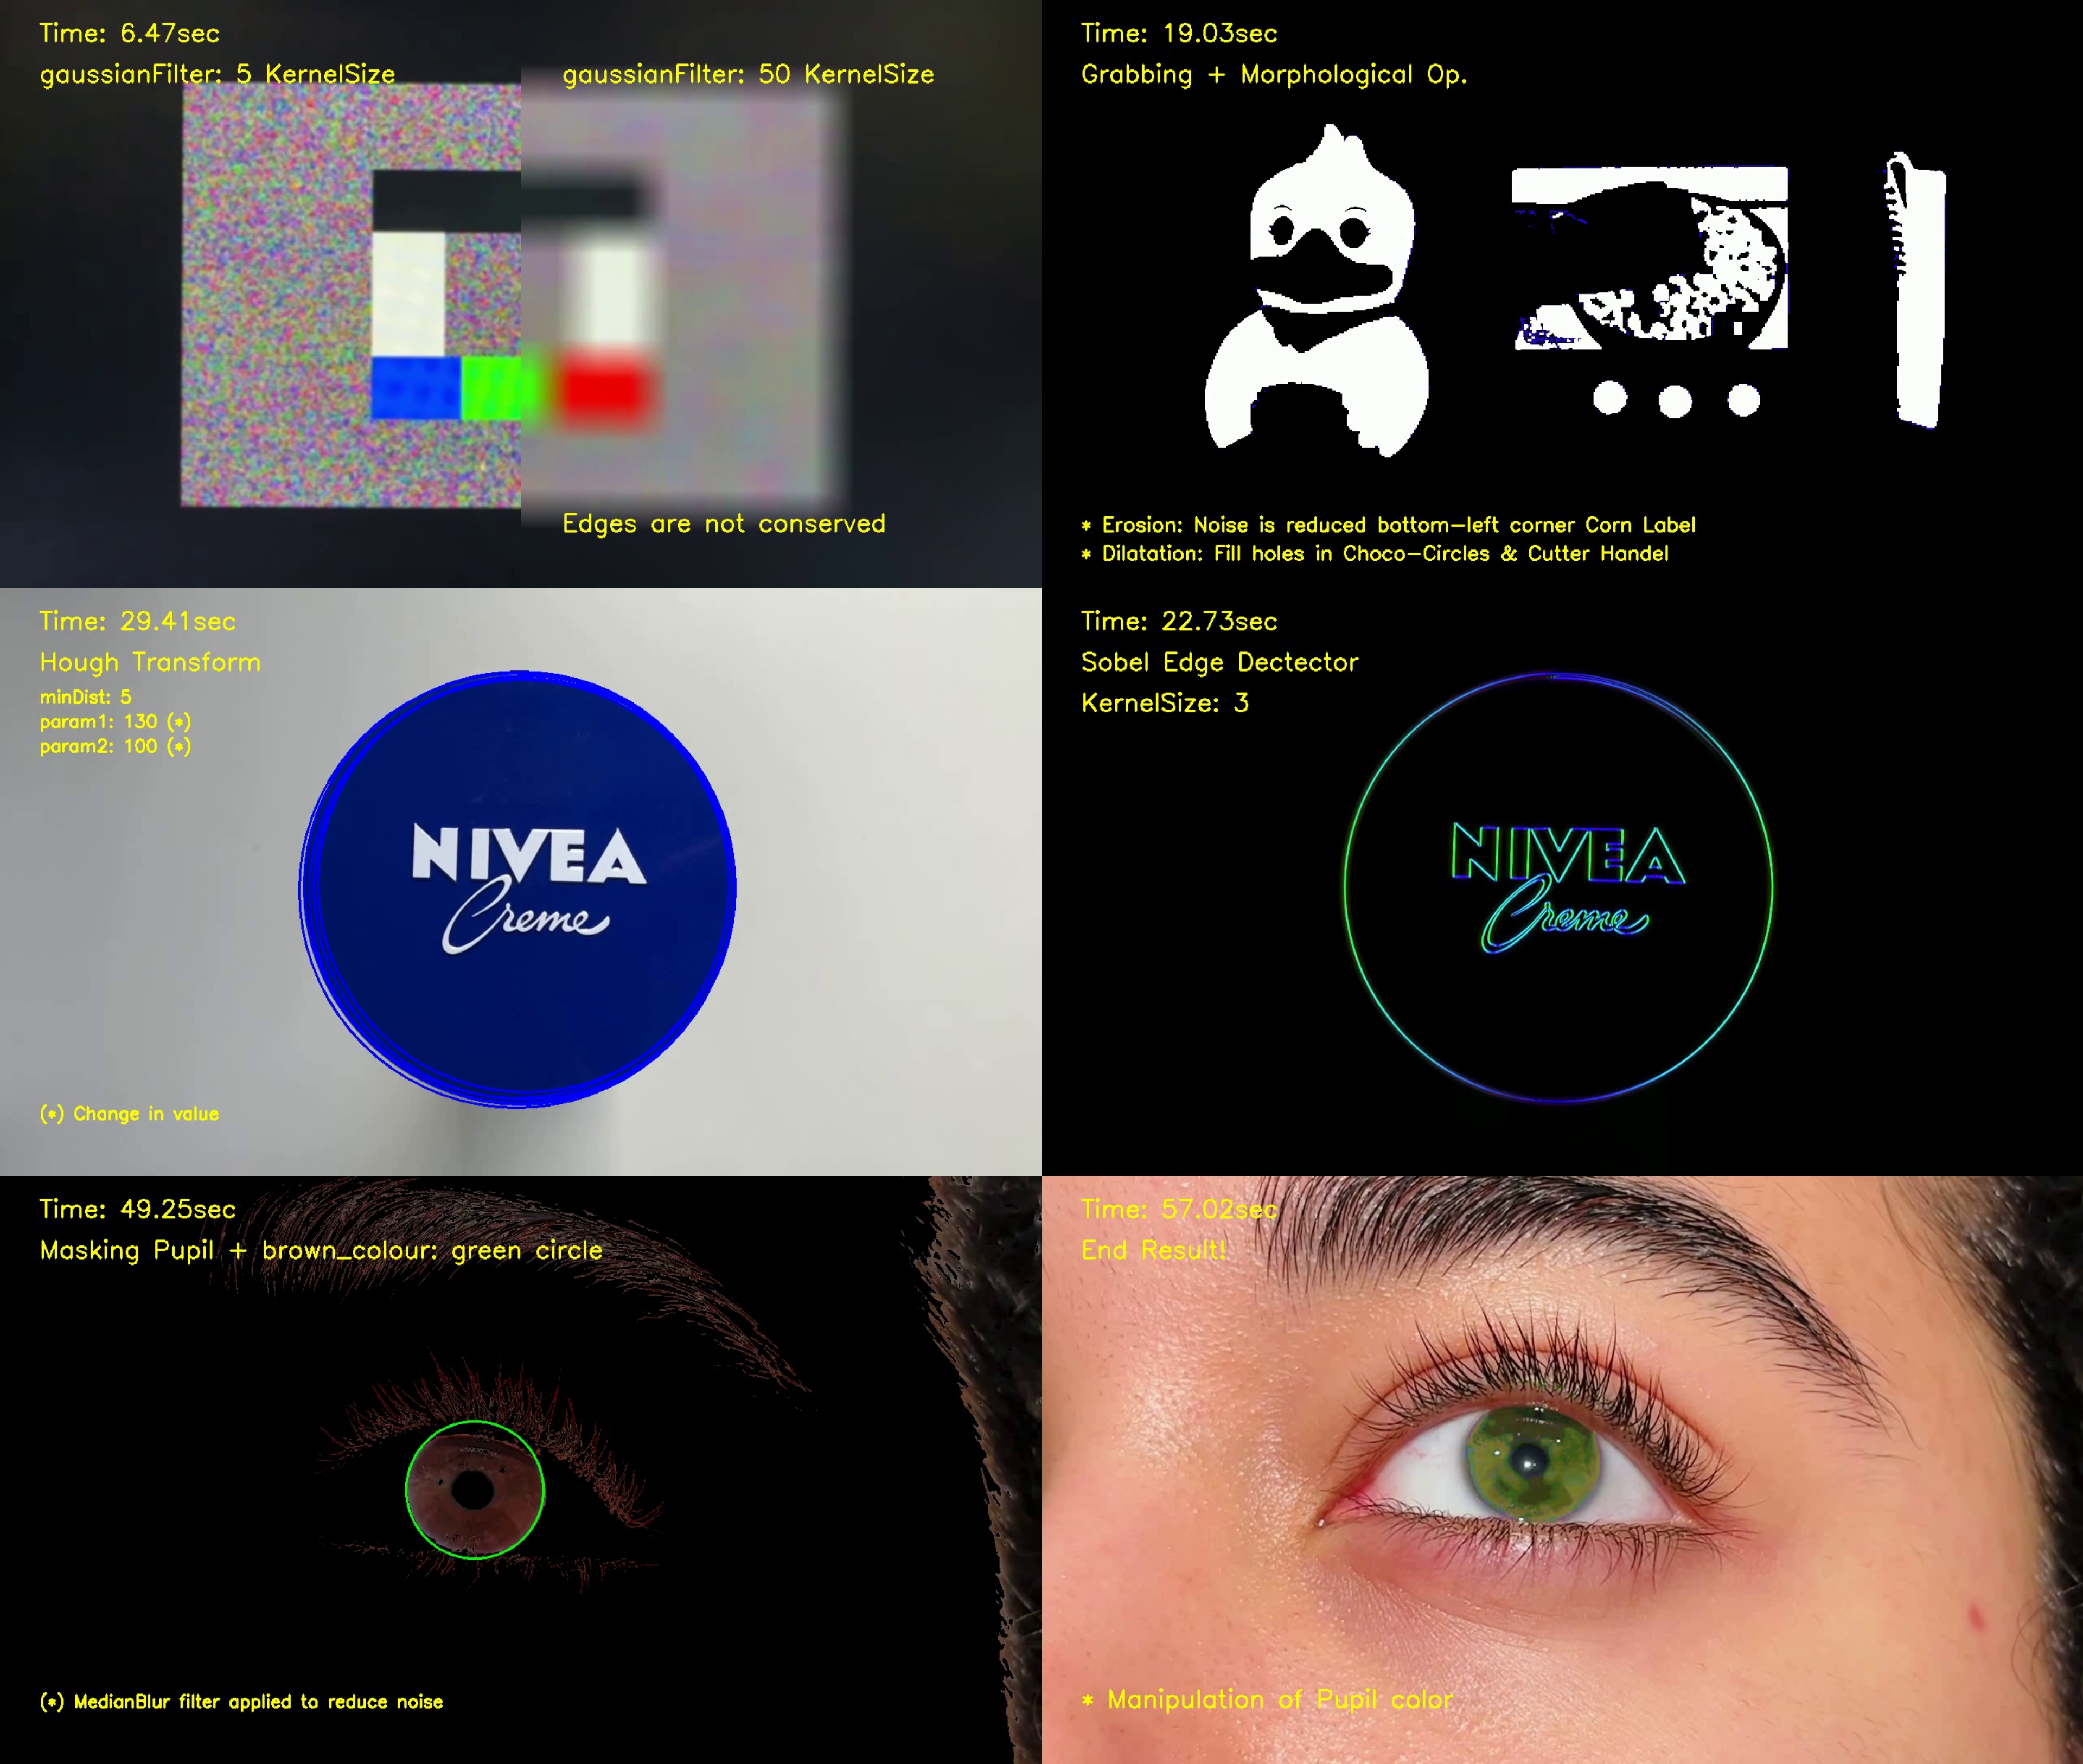 Time: 6.47sec
gaussianFilter: 5 KernelSize
gaussianFilter: 50 KernelSize
Edges are not conserved
Time: 19.03sec
Grabbing + Morphological Op.
* Erosion: Noise is reduced bottom-left corner Corn Label
* Dilatation: Fill holes in Choco-Circles & Cutter Handel
Time: 29.41sec
Hough Transform
minDist: 5
param1: 130 (*)
param2: 100 (*)
NIVEA
Creme
(*) Change in value
Time: 22.73sec
Sobel Edge Dectector
KernelSize: 3
NIVEA
Creme
Time: 49.25sec
Masking Pupil + brown_colour: green circle
(*) MedianBlur filter applied to reduce noise
Time: 57.02sec
End Result!
* Manipulation of Pupil color